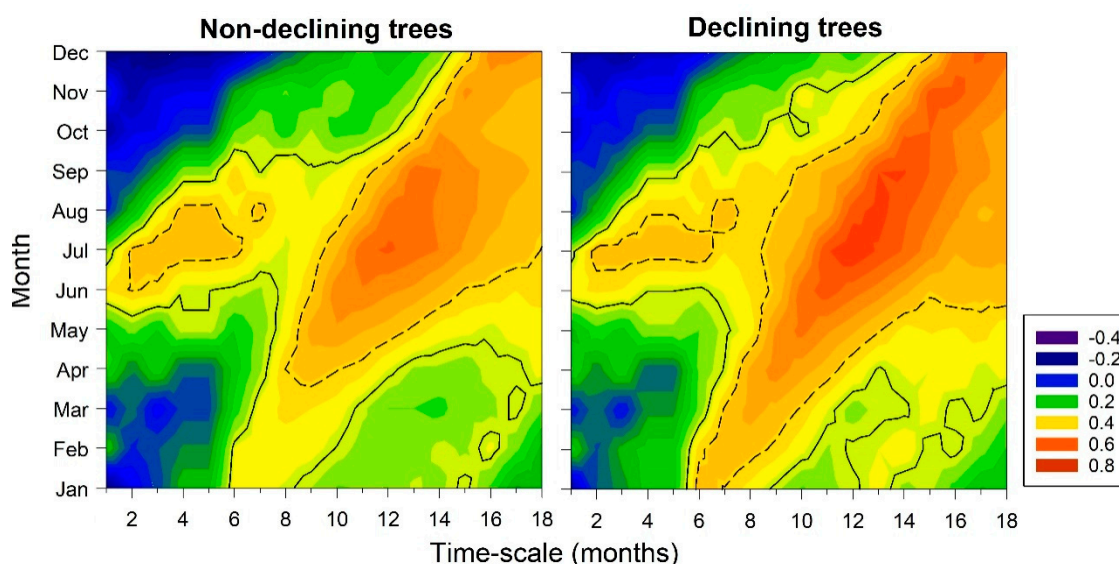 Non-declining trees
Declining trees
Dec
Nov
Oct
Sep
Aug
Jul
Jun
May
Apr
Mar
Feb
Jan
Month
2 4 6 8 10 12 14 16 18
2 4 6 8 10 12 14 16 18
Time-scale (months)
-0.4
-0.2
0.0
0.2
0.4
0.6
0.8